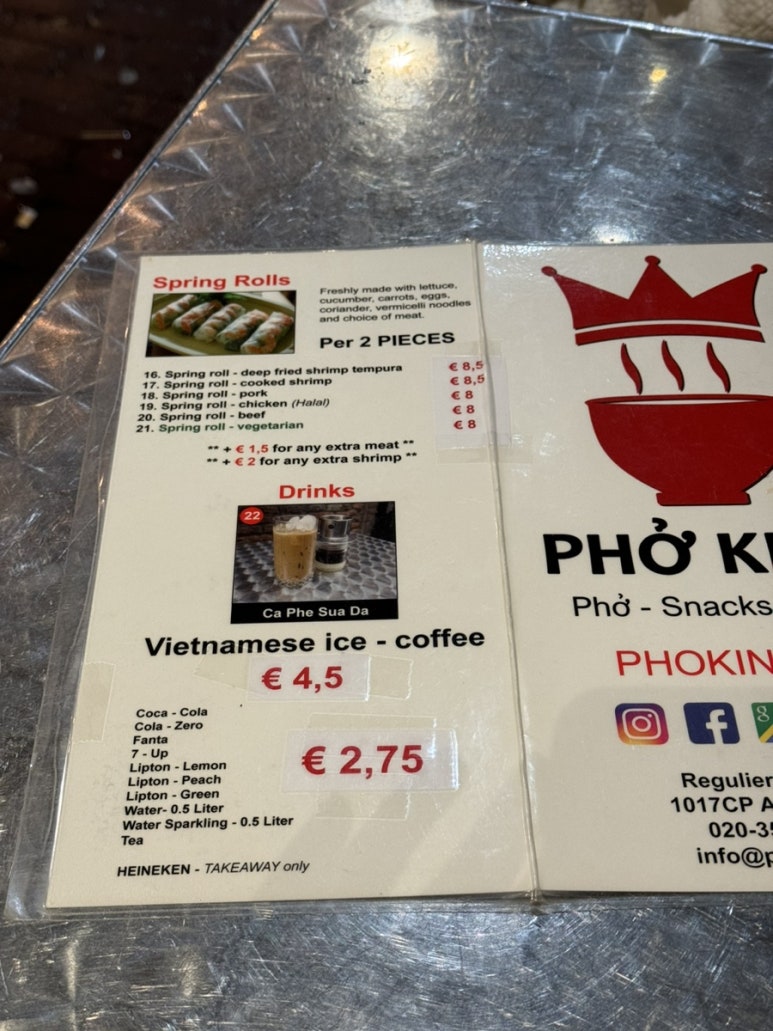 Spring Rolls
Freshly made with lettuce,
cucumber, carrots, eggs,
coriander, vermicelli noodles
and choice of meat.
Per 2 PIECES
16. Spring roll - deep fried shrimp tempura
17. Spring roll - cooked shrimp
18. Spring roll - pork
19. Spring roll - chicken (Halal)
20. Spring roll - beef
21. Spring roll - vegetarian
€ 8,5
€ 8,5
€ 8
€ 8
€ 8
** + € 1,5 for any extra meat **
** + € 2 for any extra shrimp **
Drinks
22
Ca Phe Sua Da
Vietnamese ice - coffee
€ 4,5
Coca - Cola
Cola - Zero
Fanta
7 - Up
Lipton - Lemon
Lipton - Peach
Lipton - Green
Water- 0.5 Liter
Water Sparkling - 0.5 Liter
Tea
€ 2,75
HEINEKEN - TAKEAWAY only
PHỞ
Phở - Snacks
PHOKIN
Regulier
1017CP A
020-35
info@p